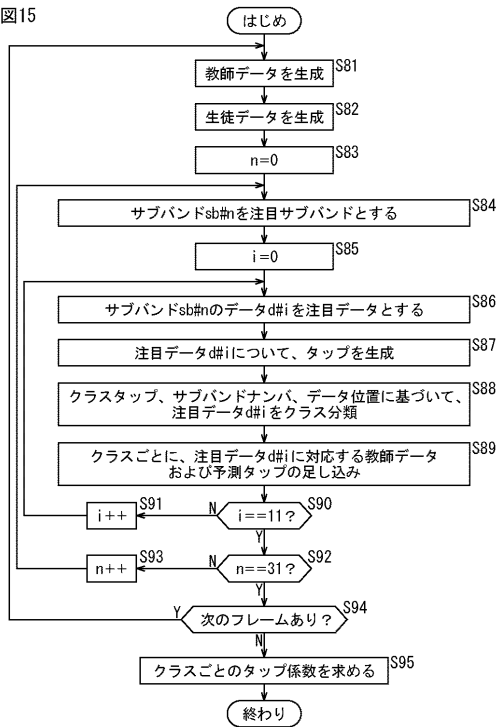 図15
はじめ
教師データを生成 S81
生徒データを生成 S82
n=0 S83
サブバンドsb#nを注目サブバンドとする S84
i=0 S85
サブバンドsb#nのデータd#iを注目データとする S86
注目データd#iについて、タップを生成 S87
クラスタップ、サブバンドナンバ、データ位置に基づいて、 S88
注目データd#iをクラス分類
クラスごとに、注目データd#iに対応する教師データ S89
および予測タップの足し込み
i++ S91 N i==11? S90
Y
n++ S93 N n==31? S92
Y
Y 次のフレームあり? S94
N
クラスごとのタップ係数を求める S95
終わり